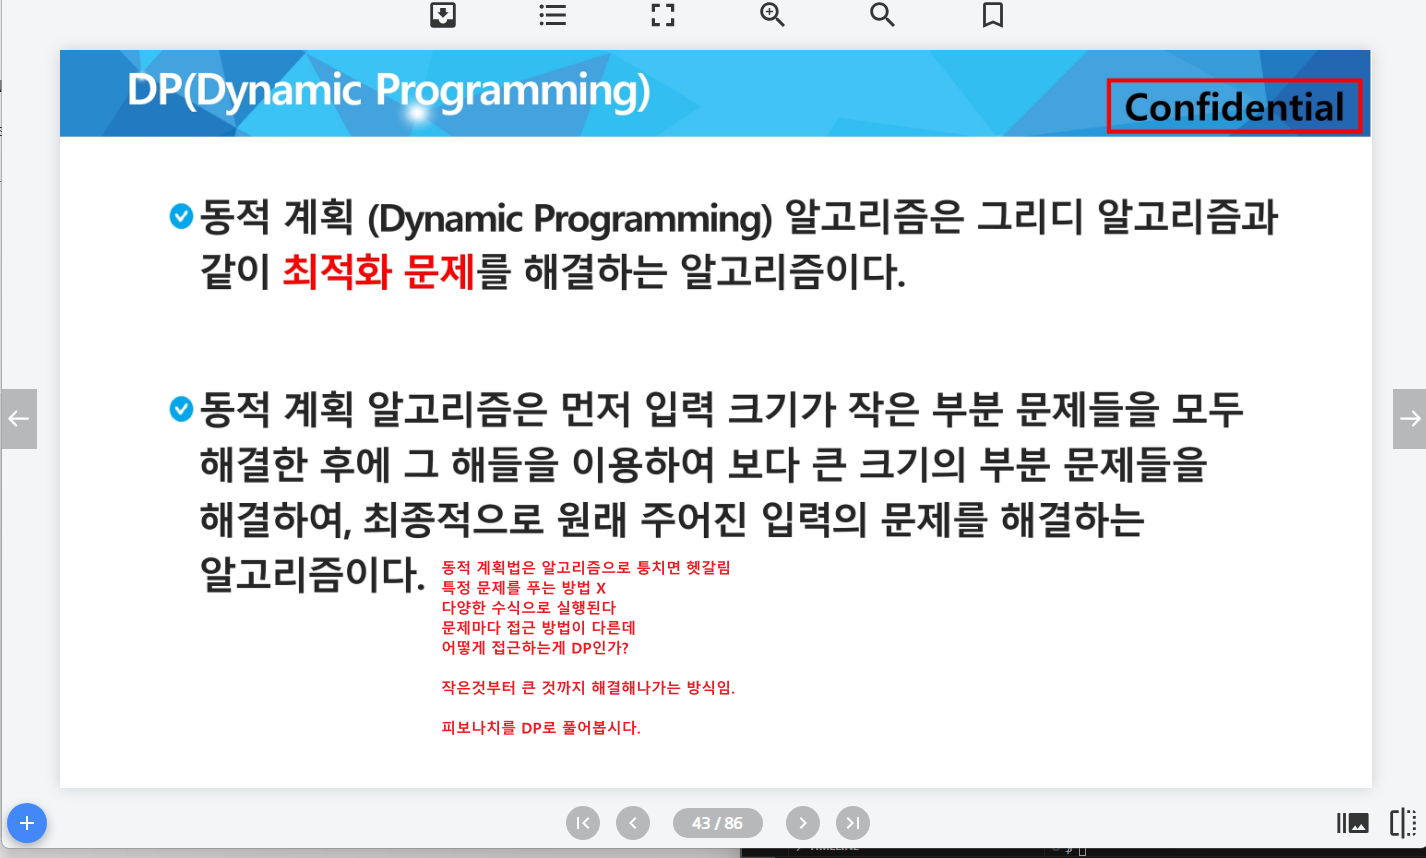 DP(Dynamic Programming)
Confidential
동적 계획 (Dynamic Programming) 알고리즘은 그리디 알고리즘과
같이 최적화 문제를 해결하는 알고리즘이다.
동적 계획 알고리즘은 먼저 입력 크기가 작은 부분 문제들을 모두
해결한 후에 그 해들을 이용하여 보다 큰 크기의 부분 문제들을
해결하여, 최종적으로 원래 주어진 입력의 문제를 해결하는
알고리즘이다.
동적 계획법은 알고리즘으로 퉁치면 헷갈림
특정 문제를 푸는 방법 X
다양한 수식으로 실행된다
문제마다 접근 방법이 다른데
어떻게 접근하는게 DP인가?
작은것부터 큰 것까지 해결해나가는 방식임.
피보나치를 DP로 풀어봅시다.
43 / 86